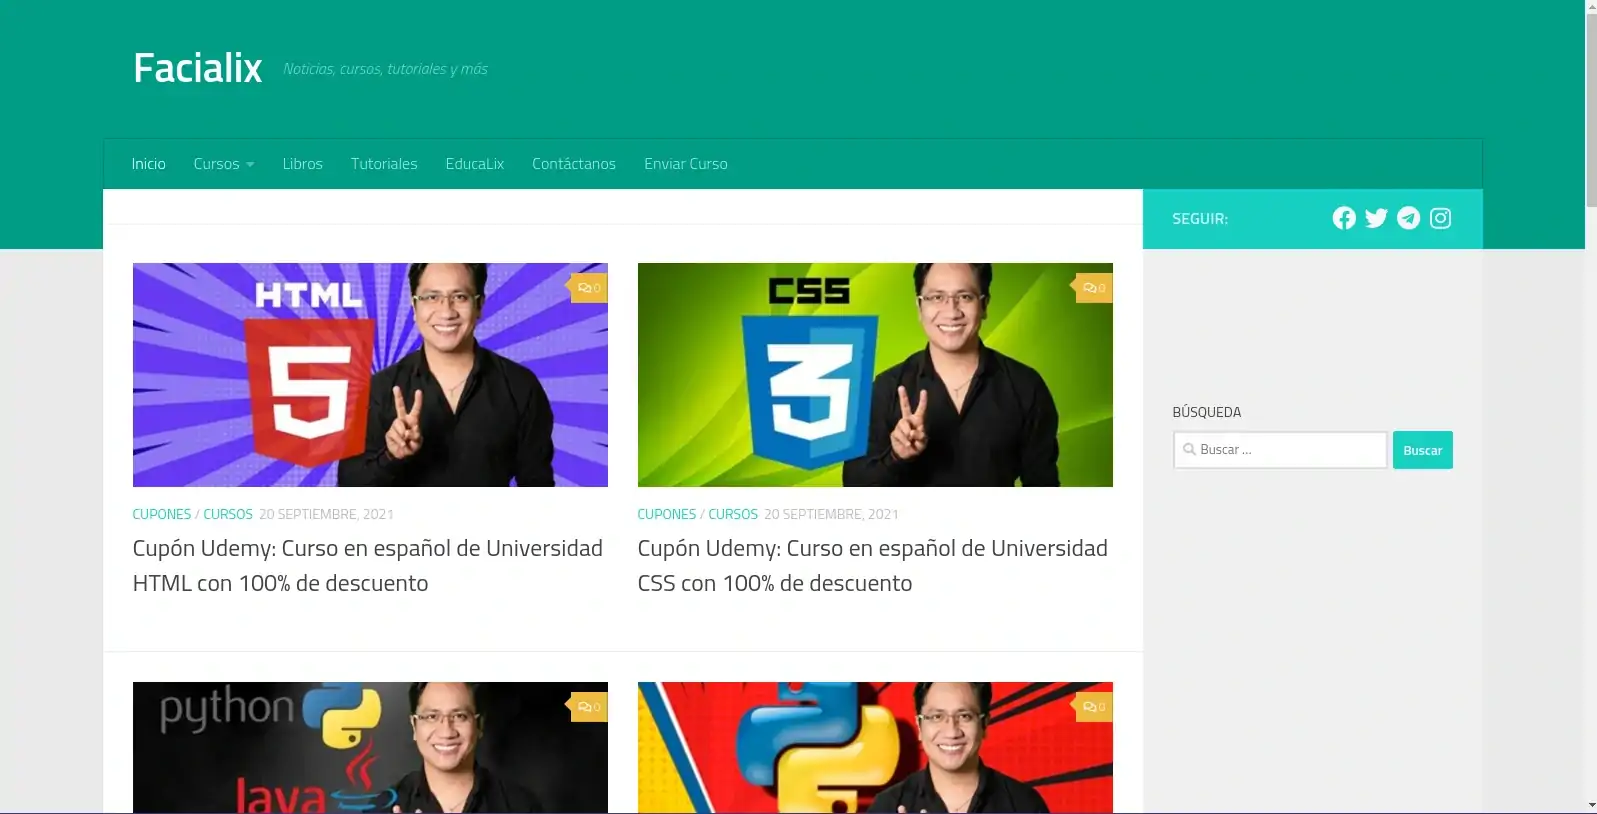 Facialix
Noticias, cursos, tutoriales y más
Inicio
Cursos
Libros
Tutoriales
EducaLix
Contáctanos
Enviar Curso
SEGUIR:
HTML
5
0
CSS
3
0
BÚSQUEDA
Buscar ...
Buscar
CUPONES / CURSOS 20 SEPTIEMBRE, 2021
Cupón Udemy: Curso en español de Universidad
HTML con 100% de descuento
CUPONES / CURSOS 20 SEPTIEMBRE, 2021
Cupón Udemy: Curso en español de Universidad
CSS con 100% de descuento
python
Java
0
0